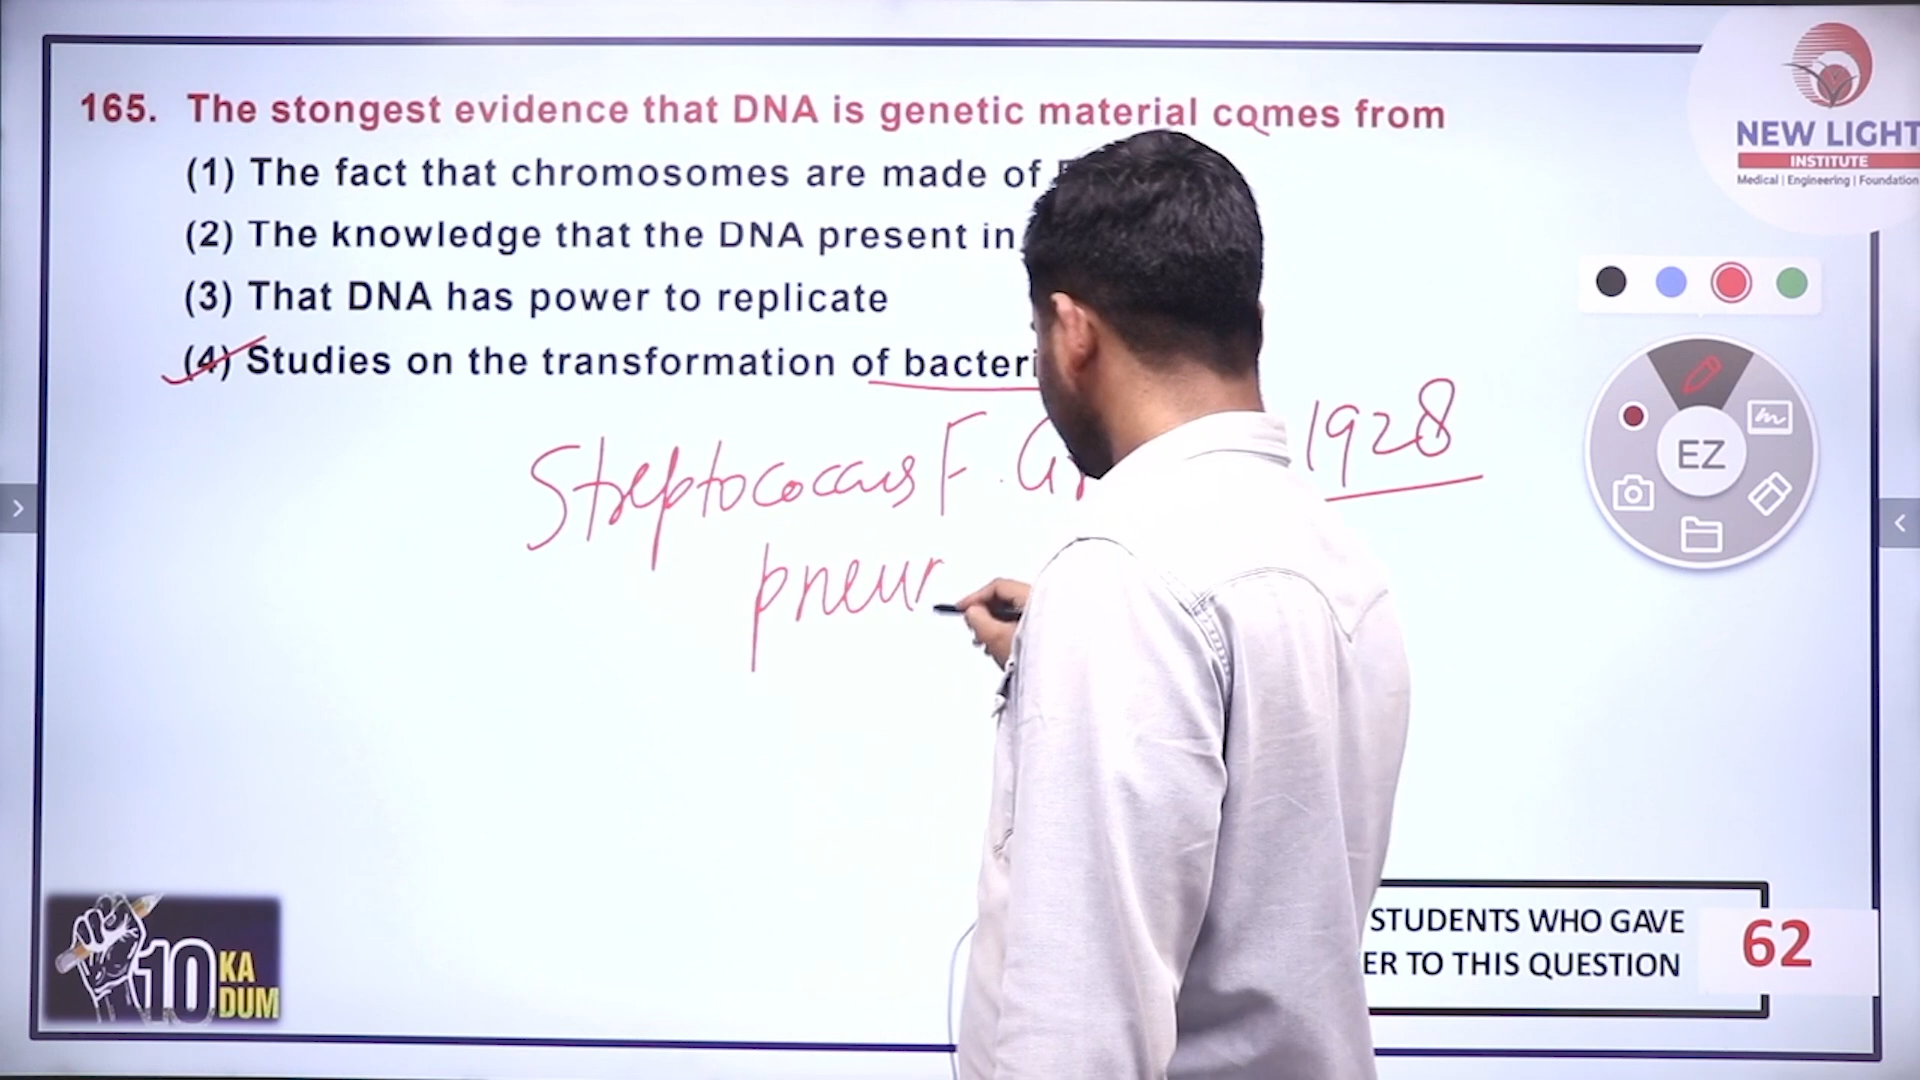 165. The stongest evidence that DNA is genetic material comes from
(1) The fact that chromosomes are made of
(2) The knowledge that the DNA present in
(3) That DNA has power to replicate
(4) Studies on the transformation of bacteri
Streptococcus F. Gr 1928
pneu
NEW LIGHT
INSTITUTE
Medical | Engineering | Foundation
EZ
10 KA
DUM
STUDENTS WHO GAVE
ER TO THIS QUESTION
62